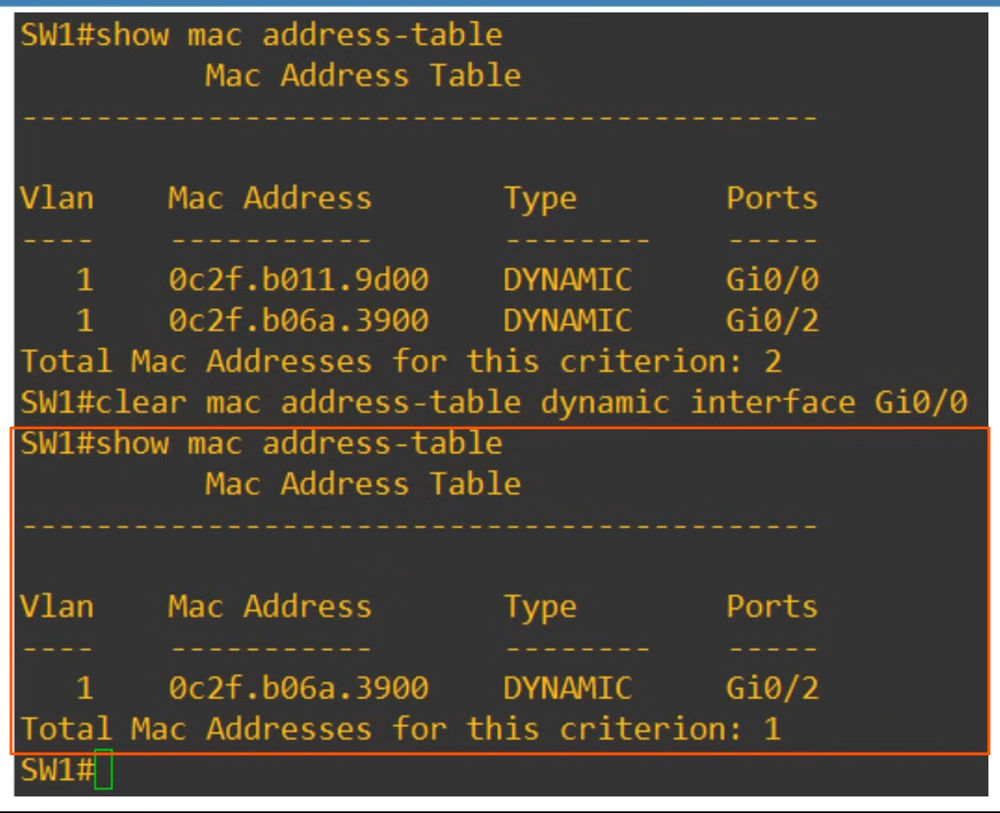 SW1#show mac address-table
Mac Address Table
-------------------------------------------
Vlan    Mac Address       Type        Ports
----    -----------       --------    -----
1    0c2f.b011.9d00    DYNAMIC     Gi0/0
1    0c2f.b06a.3900    DYNAMIC     Gi0/2
Total Mac Addresses for this criterion: 2
SW1#clear mac address-table dynamic interface Gi0/0
SW1#show mac address-table
Mac Address Table
-------------------------------------------
Vlan    Mac Address       Type        Ports
----    -----------       --------    -----
1    0c2f.b06a.3900    DYNAMIC     Gi0/2
Total Mac Addresses for this criterion: 1
SW1#